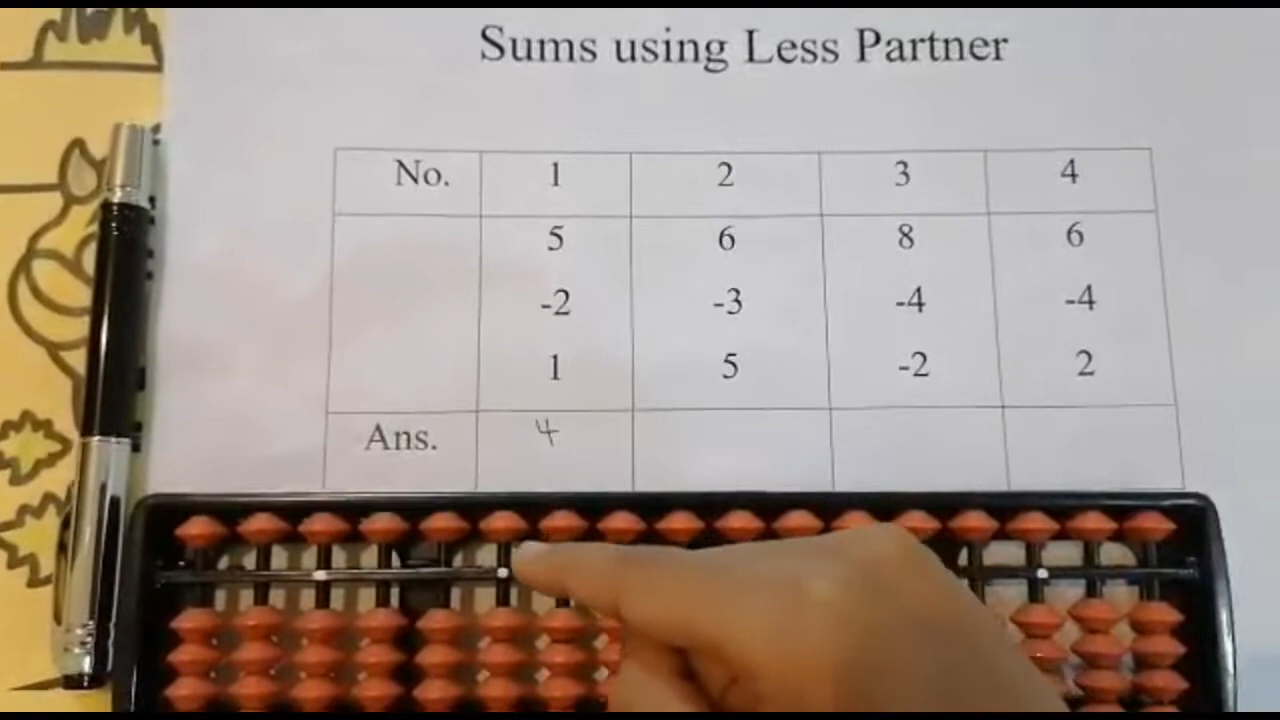 Sums using Less Partner
No. 1 2 3 4
5 6 8 6
-2 -3 -4 -4
1 5 -2 2
Ans. 4